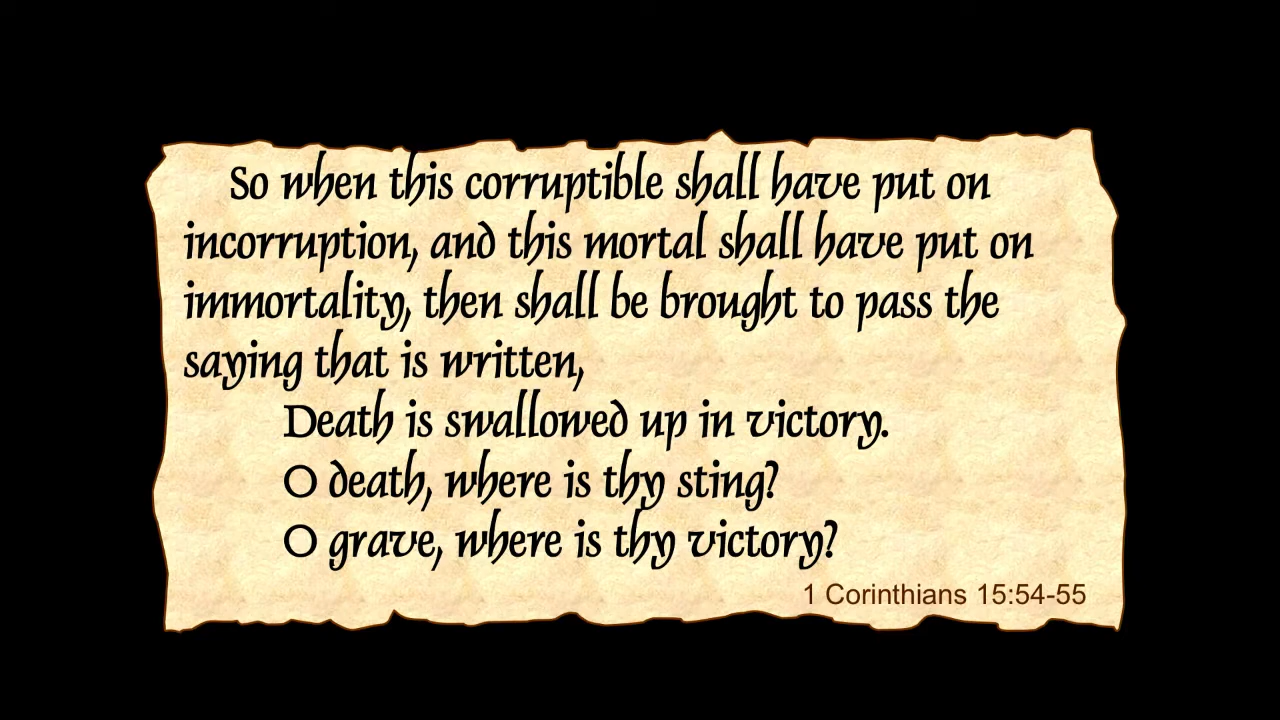 So when this corruptible shall have put on
incorruption, and this mortal shall have put on
immortality, then shall be brought to pass the
saying that is written,
Death is swallowed up in victory.
O death, where is thy sting?
O grave, where is thy victory?
1 Corinthians 15:54-55